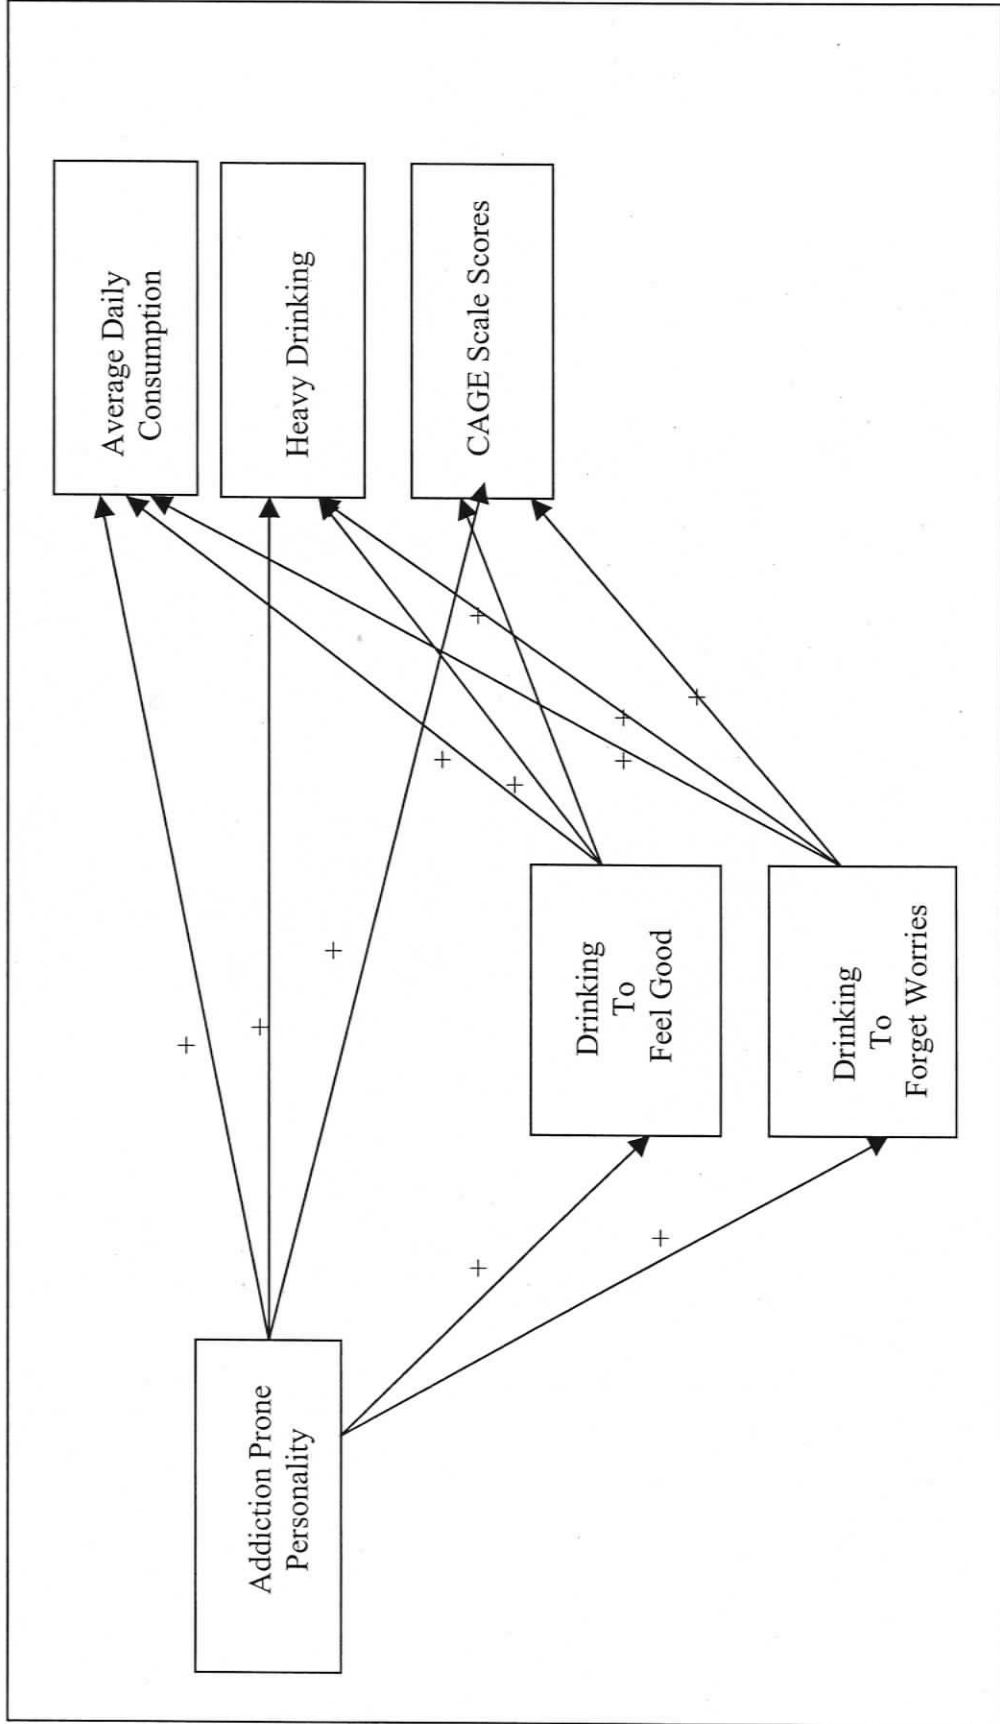 Addiction Prone
Personality
Average Daily
Consumption
Heavy Drinking
CAGE Scale Scores
Drinking
To
Feel Good
Drinking
To
Forget Worries
+
+
+
+
+
+
+
+
+
+
+